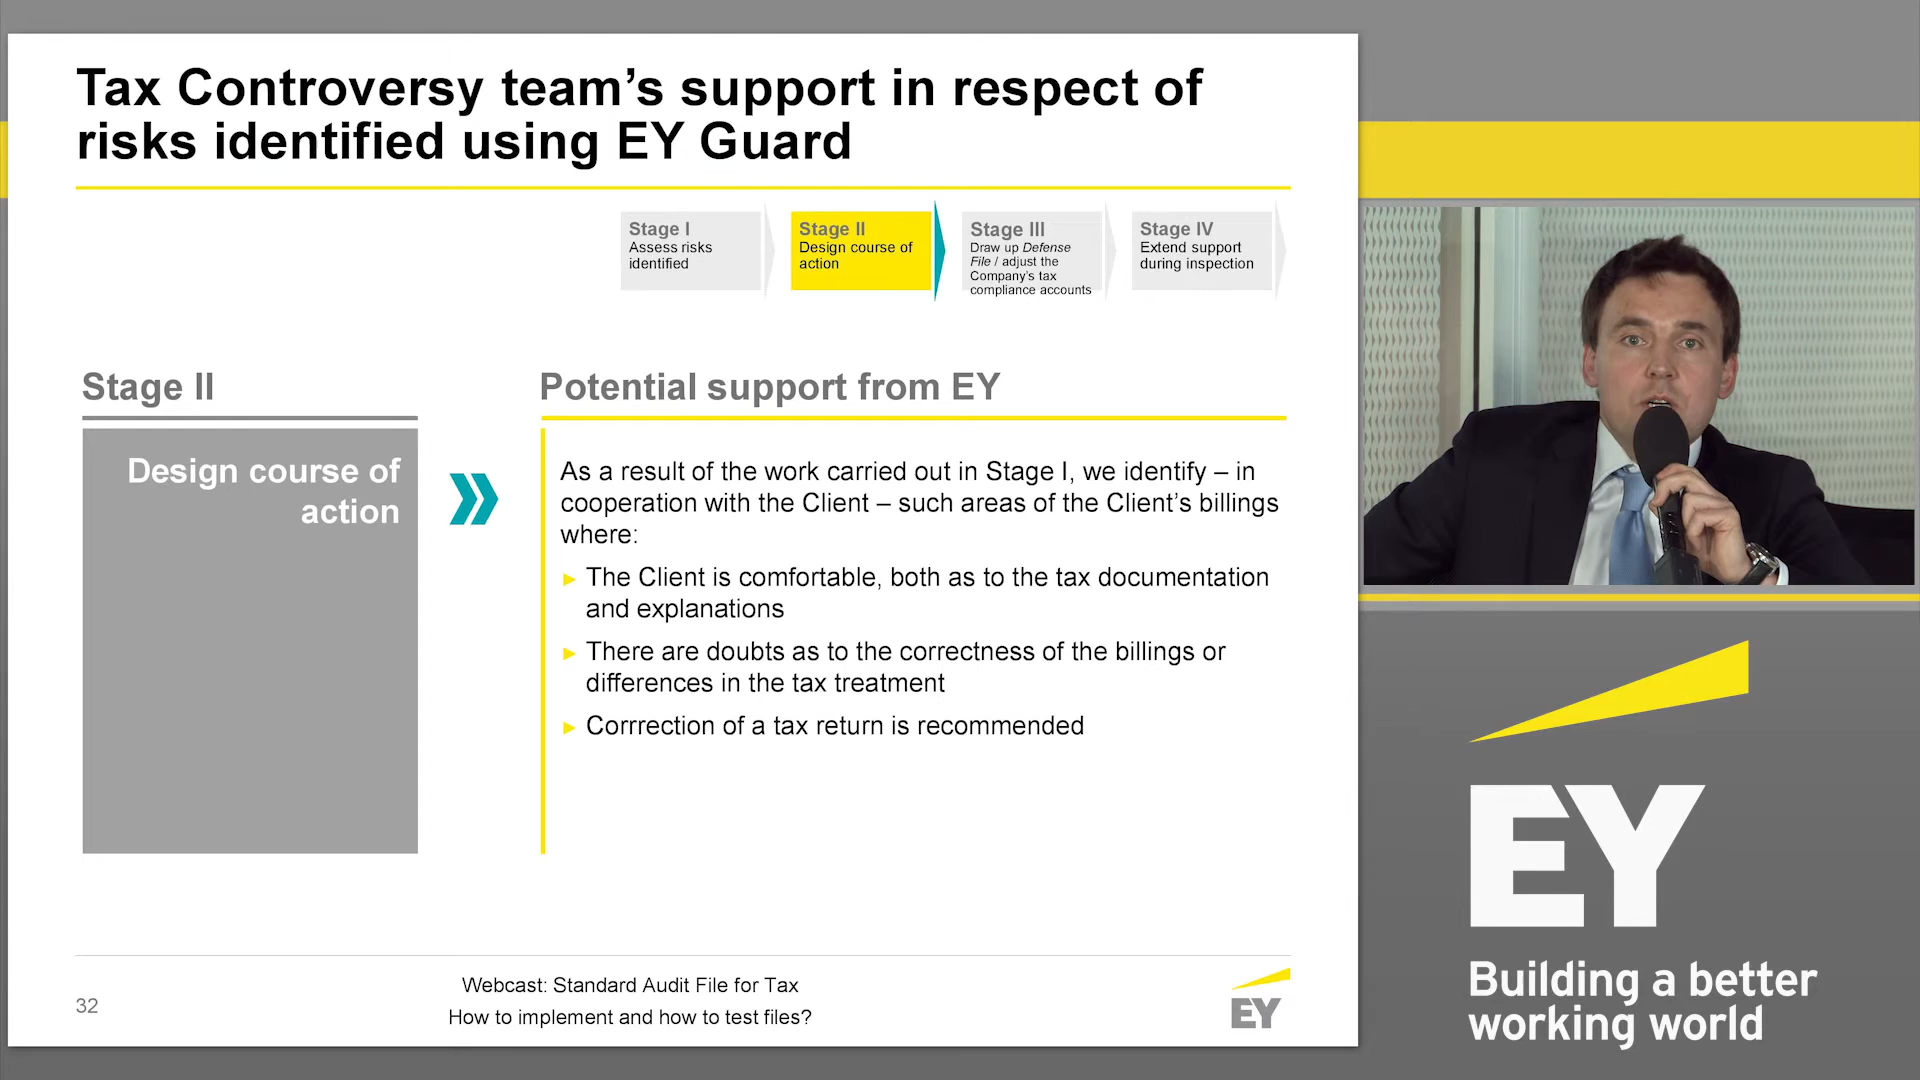 Tax Controversy team’s support in respect of
risks identified using EY Guard
Stage I
Assess risks
identified
Stage II
Design course of
action
Stage III
Draw up Defense
File / adjust the
Company’s tax
compliance accounts
Stage IV
Extend support
during inspection
Stage II
Design course of
action
Potential support from EY
As a result of the work carried out in Stage I, we identify – in
cooperation with the Client – such areas of the Client’s billings
where:
► The Client is comfortable, both as to the tax documentation
and explanations
► There are doubts as to the correctness of the billings or
differences in the tax treatment
► Corrrection of a tax return is recommended
32
Webcast: Standard Audit File for Tax
How to implement and how to test files?
EY
EY
Building a better
working world